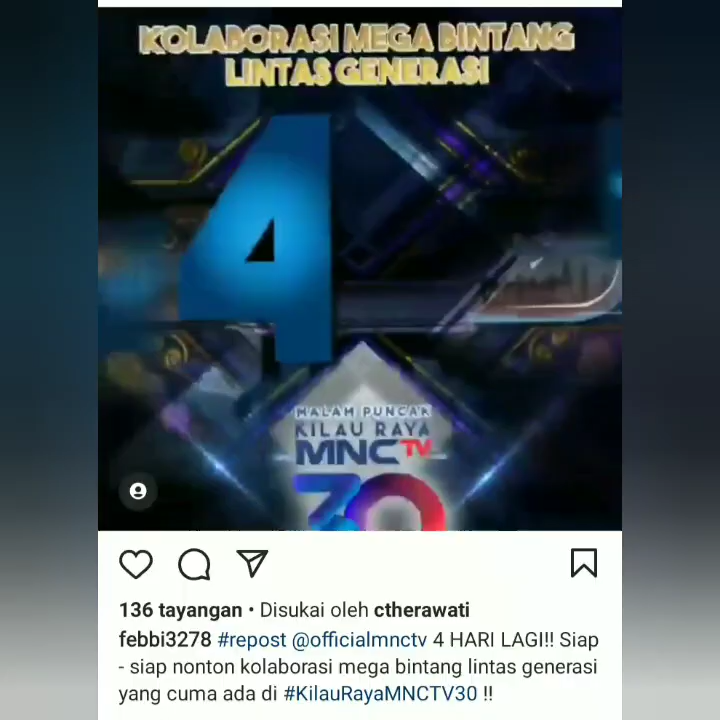 KOLABORASI MEGA BINTANG
LINTAS GENERASI
4
MALAM PUNCAK
KILAU RAYA
MNCTV
30
136 tayangan • Disukai oleh ctherawati
febbi3278 #repost @officialmnctv 4 HARI LAGI!! Siap
- siap nonton kolaborasi mega bintang lintas generasi
yang cuma ada di #KilauRayaMNCTV30 !!